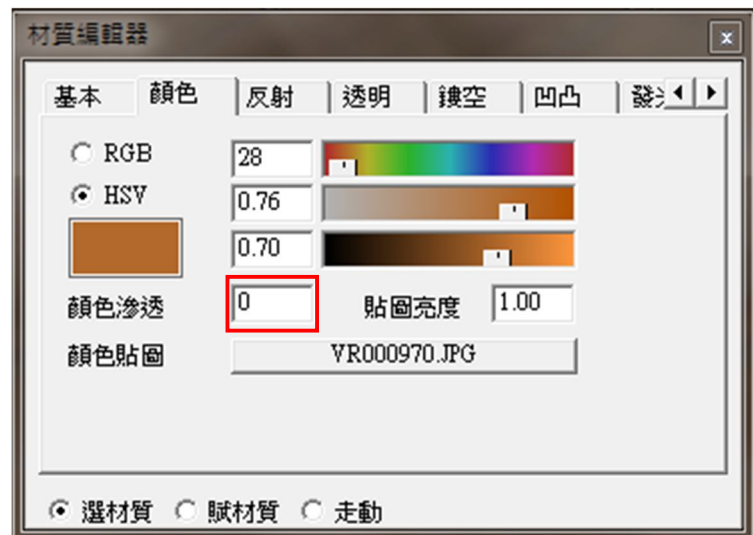 材質編輯器
基本 顏色 反射 透明 鏤空 凹凸
RGB 28
HSV 0.76
0.70
顏色滲透 0 貼圖亮度 1.00
顏色貼圖 VR000970.JPG
選材質 賦材質 走動